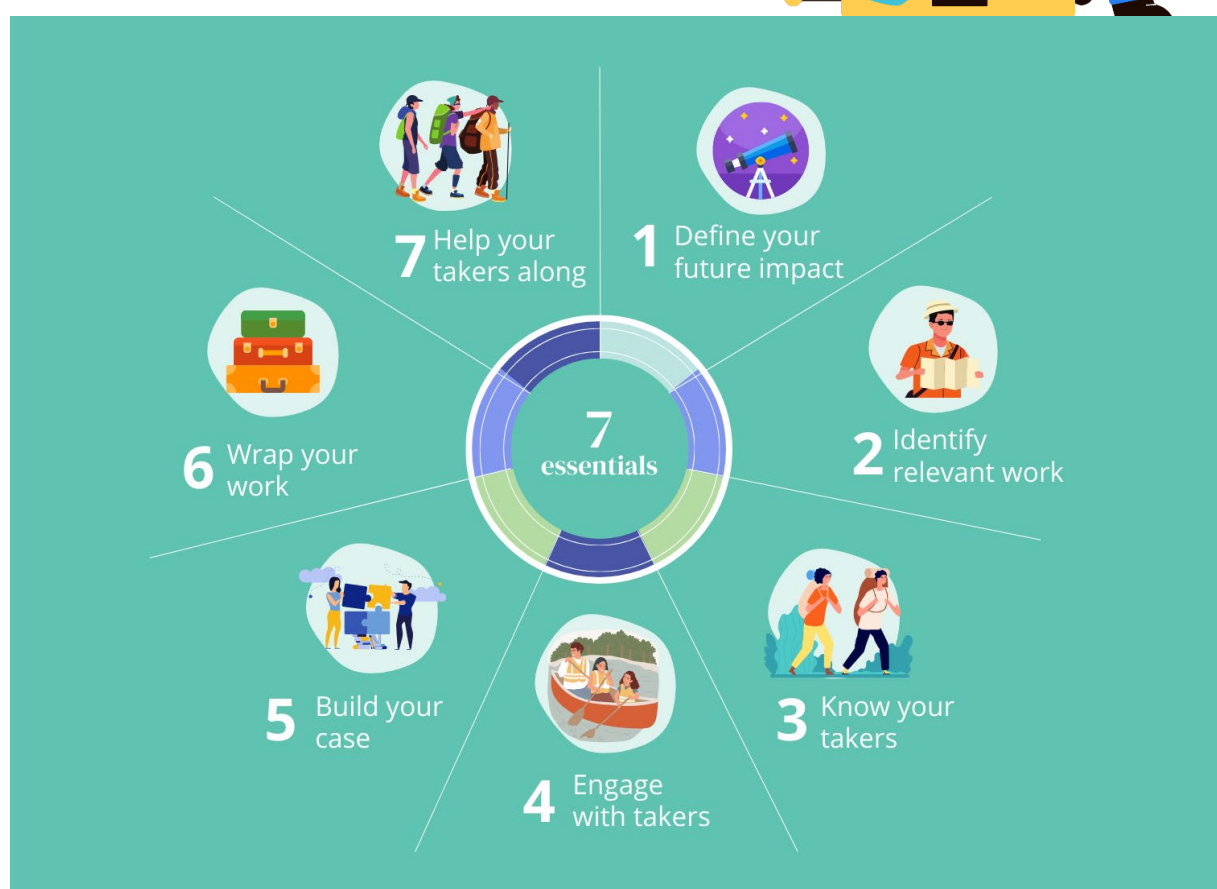 7
essentials
1 Define your
future impact
2 Identify
relevant work
3 Know your
takers
4 Engage
with takers
5 Build your
case
6 Wrap your
work
7 Help your
takers along